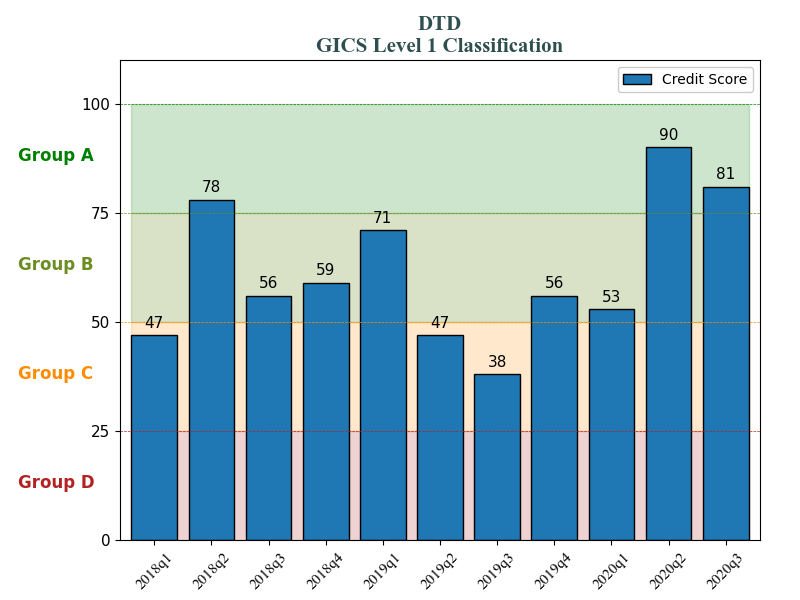 DTD
GICS Level 1 Classification
Credit Score
100
Group A
90
81
78
75
71
Group B
59
56
56
53
50
47
47
Group C
38
25
Group D
0
2018q1 2018q2 2018q3 2018q4 2019q1 2019q2 2019q3 2019q4 2020q1 2020q2 2020q3